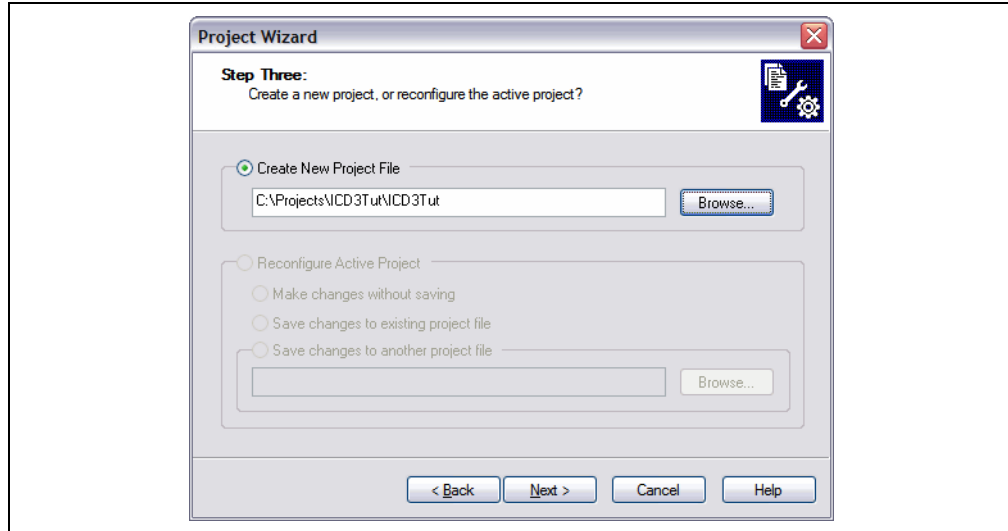 Project Wizard
Step Three:
Create a new project, or reconfigure the active project?
Create New Project File
C:\Projects\ICD3Tut\ICD3Tut
Browse...
Reconfigure Active Project
Make changes without saving
Save changes to existing project file
Save changes to another project file
Browse...
< Back
Next >
Cancel
Help